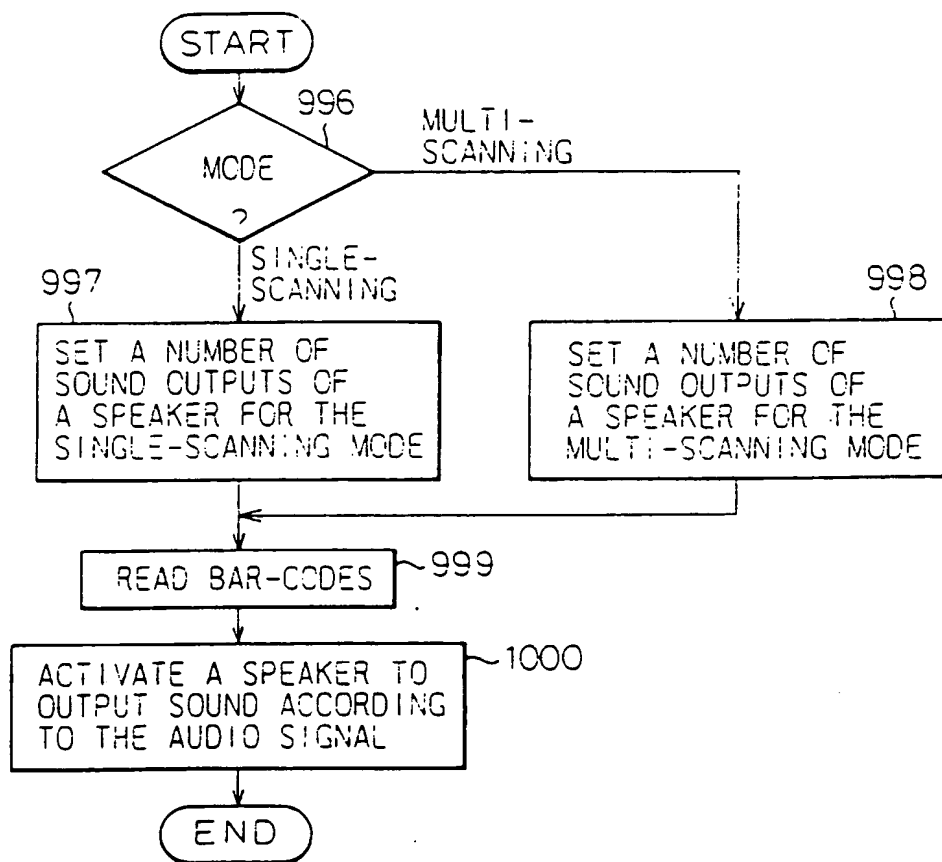 START
996
MODE
?
MULTI-
SCANNING
SINGLE-
SCANNING
997
SET A NUMBER OF
SOUND OUTPUTS OF
A SPEAKER FOR THE
SINGLE-SCANNING MODE
998
SET A NUMBER OF
SOUND OUTPUTS OF
A SPEAKER FOR THE
MULTI-SCANNING MODE
READ BAR-CODES
999
ACTIVATE A SPEAKER TO
OUTPUT SOUND ACCORDING
TO THE AUDIO SIGNAL
1000
END